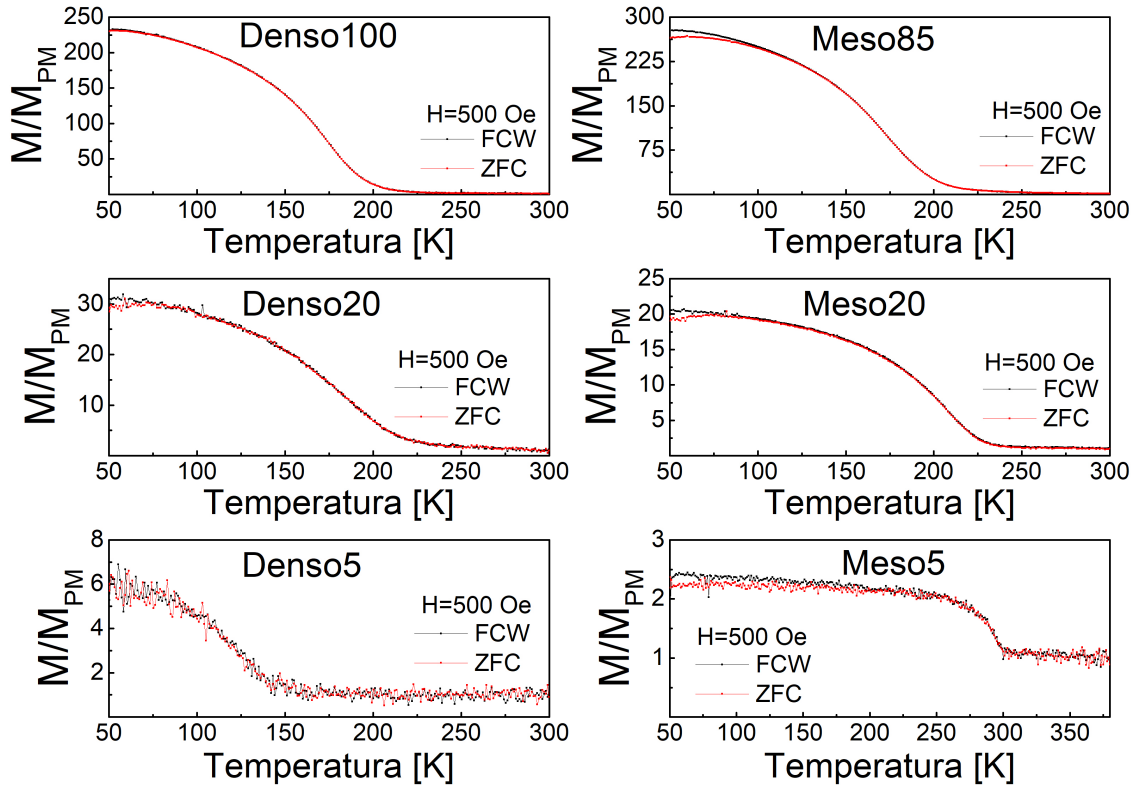 Denso100
M/M_PM
250
200
150
100
50
H=500 Oe
FCW
ZFC
50 100 150 200 250 300
Temperatura [K]
Meso85
M/M_PM
300
225
150
75
H=500 Oe
FCW
ZFC
50 100 150 200 250 300
Temperatura [K]
Denso20
M/M_PM
30
20
10
H=500 Oe
FCW
ZFC
50 100 150 200 250 300
Temperatura [K]
Meso20
M/M_PM
25
20
15
10
5
H=500 Oe
FCW
ZFC
50 100 150 200 250 300
Temperatura [K]
Denso5
M/M_PM
8
6
4
2
H=500 Oe
FCW
ZFC
50 100 150 200 250 300
Temperatura [K]
Meso5
M/M_PM
3
2
1
H=500 Oe
FCW
ZFC
50 100 150 200 250 300 350
Temperatura [K]